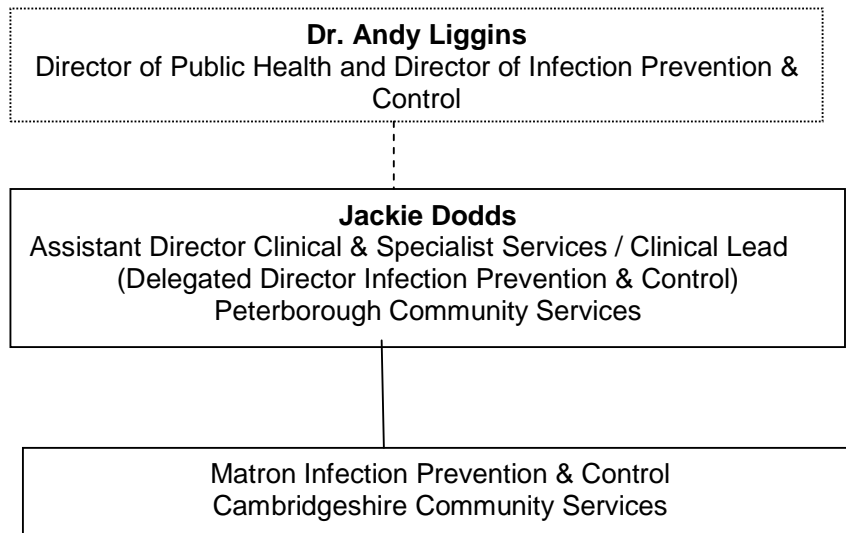 Dr. Andy Liggins
Director of Public Health and Director of Infection Prevention &
Control
Jackie Dodds
Assistant Director Clinical & Specialist Services / Clinical Lead
(Delegated Director Infection Prevention & Control)
Peterborough Community Services
Matron Infection Prevention & Control
Cambridgeshire Community Services